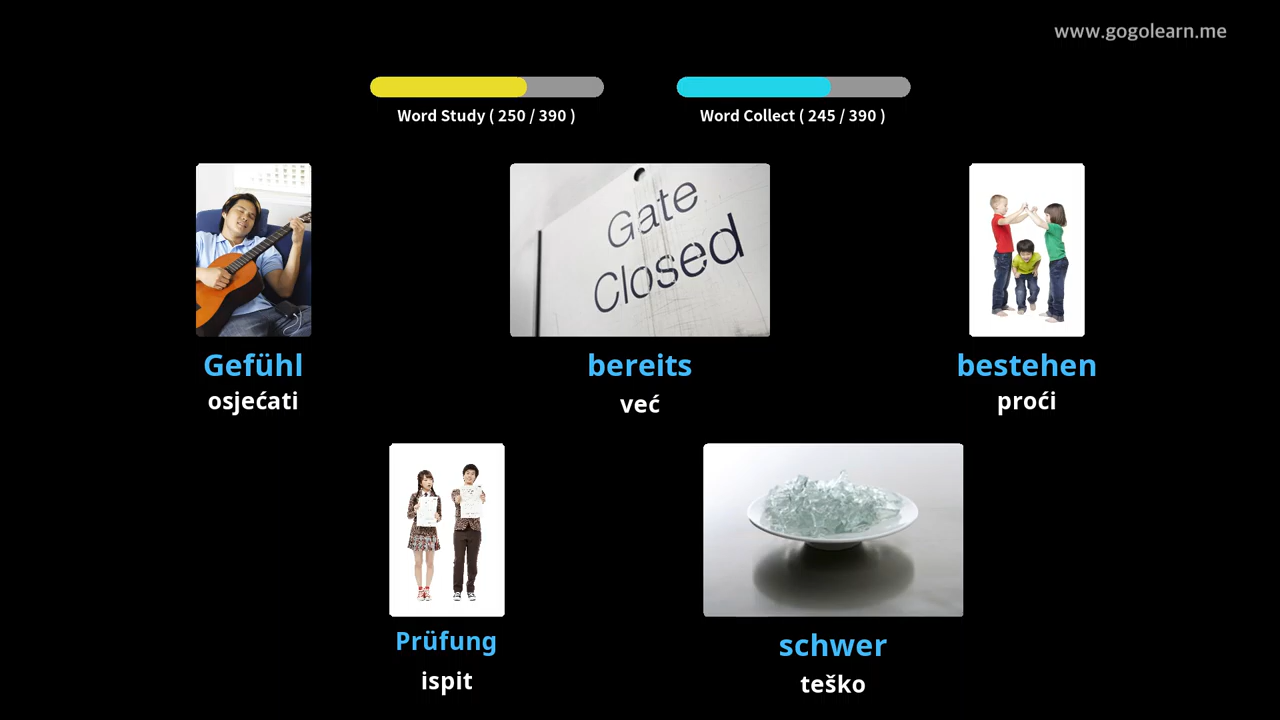 www.gogolearn.me
Word Study ( 250 / 390 )
Word Collect ( 245 / 390 )
Gate
Closed
Gefühl
osjećati
bereits
već
bestehen
proći
Prüfung
ispit
schwer
teško